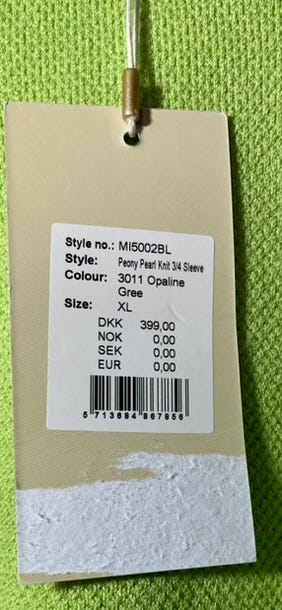 Style no.: MI5002BL
Style: Peony Pearl Knit 3/4 Sleeve
Colour: 3011 Opaline
Gree
Size: XL
DKK 399,00
NOK 0,00
SEK 0,00
EUR 0,00
5 713694 867856